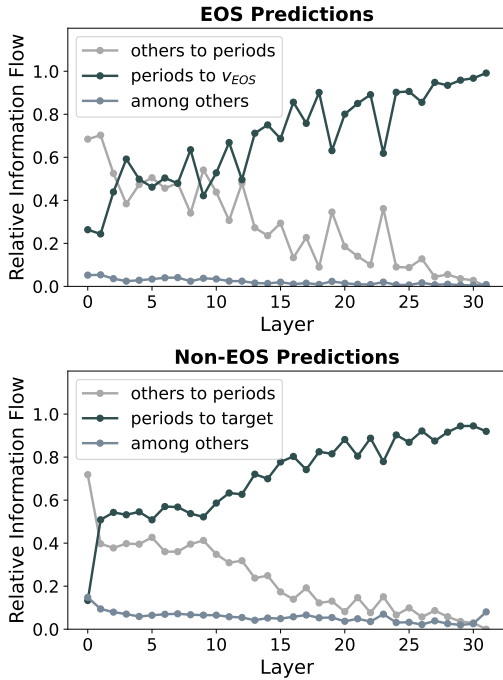 EOS Predictions
Relative Information Flow
1.0
0.8
0.6
0.4
0.2
0.0
others to periods
periods to v_EOS
among others
0 5 10 15 20 25 30
Layer
Non-EOS Predictions
Relative Information Flow
1.0
0.8
0.6
0.4
0.2
0.0
others to periods
periods to target
among others
0 5 10 15 20 25 30
Layer